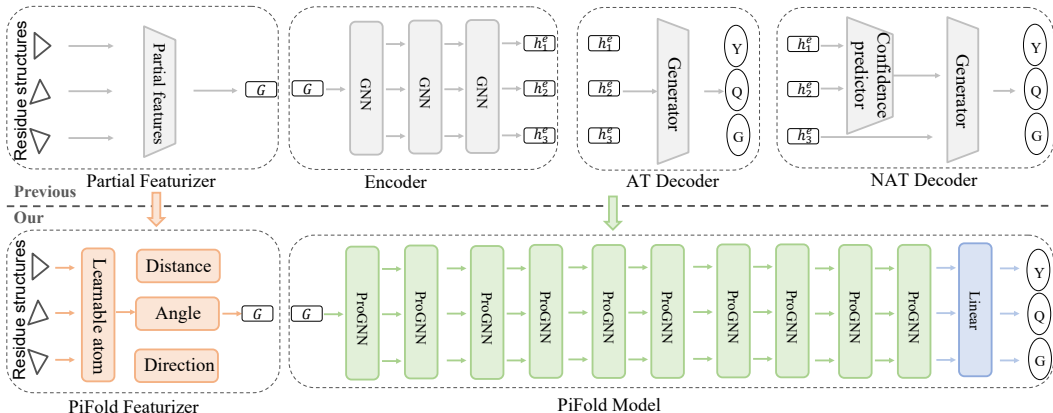 Residue structures
Partial features
G
Partial Featurizer
G
GNN
GNN
GNN
h₁ᵉ
h₂ᵉ
h₃ᵉ
Encoder
h₁ᵉ
h₂ᵉ
h₃ᵉ
Generator
Y
Q
G
AT Decoder
h₁ᵉ
h₂ᵉ
h₃ᵉ
Confidence
predictor
Generator
Y
Q
G
NAT Decoder
Previous
Our
Residue structures
Learnable atom
Distance
Angle
Direction
G
PiFold Featurizer
G
ProGNN
ProGNN
ProGNN
ProGNN
ProGNN
ProGNN
ProGNN
ProGNN
ProGNN
ProGNN
Linear
Y
Q
G
PiFold Model